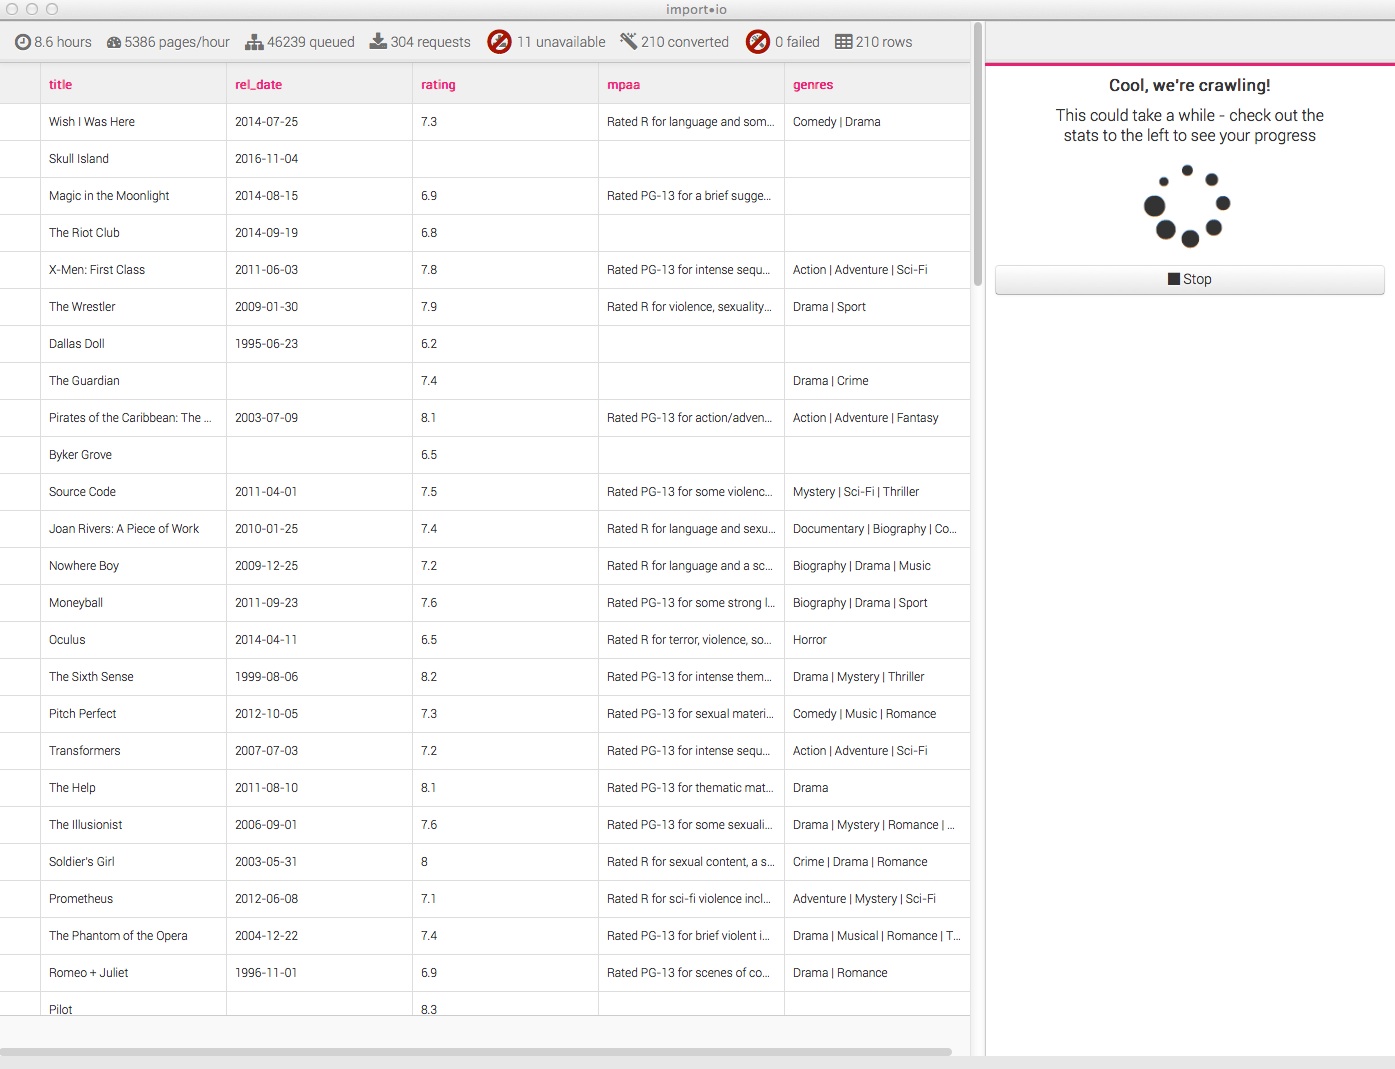 import•io
8.6 hours 5386 pages/hour 46239 queued 304 requests 11 unavailable 210 converted 0 failed 210 rows
title rel_date rating mpaa genres
Wish I Was Here 2014-07-25 7.3 Rated R for language and som... Comedy | Drama
Skull Island 2016-11-04
Magic in the Moonlight 2014-08-15 6.9 Rated PG-13 for a brief sugge...
The Riot Club 2014-09-19 6.8
X-Men: First Class 2011-06-03 7.8 Rated PG-13 for intense sequ... Action | Adventure | Sci-Fi
The Wrestler 2009-01-30 7.9 Rated R for violence, sexuality... Drama | Sport
Dallas Doll 1995-06-23 6.2
The Guardian 7.4 Drama | Crime
Pirates of the Caribbean: The ... 2003-07-09 8.1 Rated PG-13 for action/adven... Action | Adventure | Fantasy
Byker Grove 6.5
Source Code 2011-04-01 7.5 Rated PG-13 for some violenc... Mystery | Sci-Fi | Thriller
Joan Rivers: A Piece of Work 2010-01-25 7.4 Rated R for language and sexu... Documentary | Biography | Co...
Nowhere Boy 2009-12-25 7.2 Rated R for language and a sc... Biography | Drama | Music
Moneyball 2011-09-23 7.6 Rated PG-13 for some strong l... Biography | Drama | Sport
Oculus 2014-04-11 6.5 Rated R for terror, violence, so... Horror
The Sixth Sense 1999-08-06 8.2 Rated PG-13 for intense them... Drama | Mystery | Thriller
Pitch Perfect 2012-10-05 7.3 Rated PG-13 for sexual materi... Comedy | Music | Romance
Transformers 2007-07-03 7.2 Rated PG-13 for intense sequ... Action | Adventure | Sci-Fi
The Help 2011-08-10 8.1 Rated PG-13 for thematic mat... Drama
The Illusionist 2006-09-01 7.6 Rated PG-13 for some sexuali... Drama | Mystery | Romance | ...
Soldier's Girl 2003-05-31 8 Rated R for sexual content, a s... Crime | Drama | Romance
Prometheus 2012-06-08 7.1 Rated R for sci-fi violence incl... Adventure | Mystery | Sci-Fi
The Phantom of the Opera 2004-12-22 7.4 Rated PG-13 for brief violent i... Drama | Musical | Romance | T...
Romeo + Juliet 1996-11-01 6.9 Rated PG-13 for scenes of co... Drama | Romance
Pilot 8.3
Cool, we're crawling!
This could take a while - check out the
stats to the left to see your progress
Stop